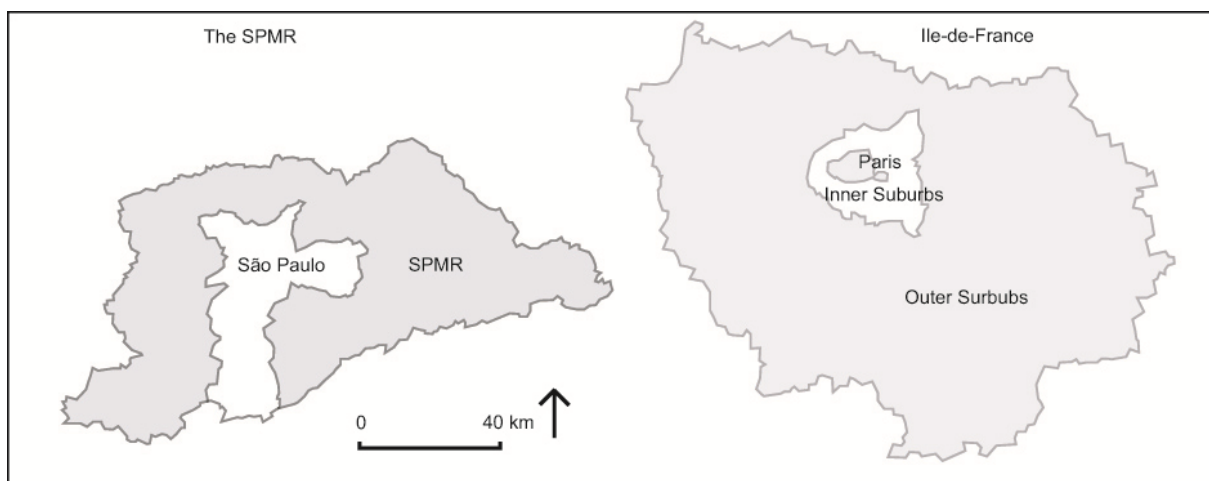 The SPMR
Ile-de-France
Paris
Inner Suburbs
São Paulo
SPMR
Outer Surbubs
0 40 km